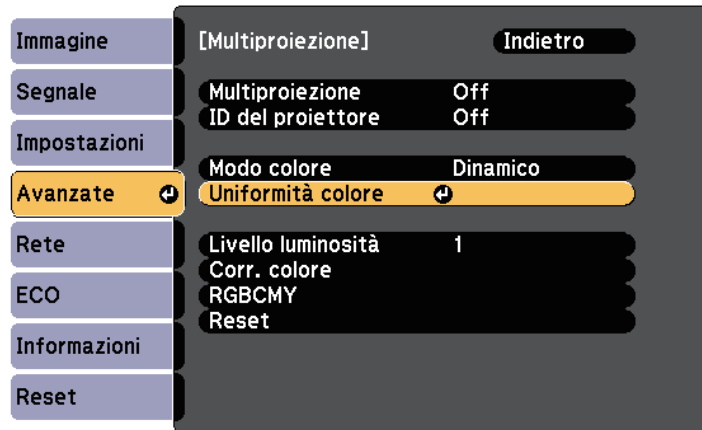 Immagine
Segnale
Impostazioni
Avanzate
Rete
ECO
Informazioni
Reset
[Multiproiezione] Indietro
Multiproiezione Off
ID del proiettore Off
Modo colore Dinamico
Uniformità colore
Livello luminosità 1
Corr. colore
RGBCMY
Reset